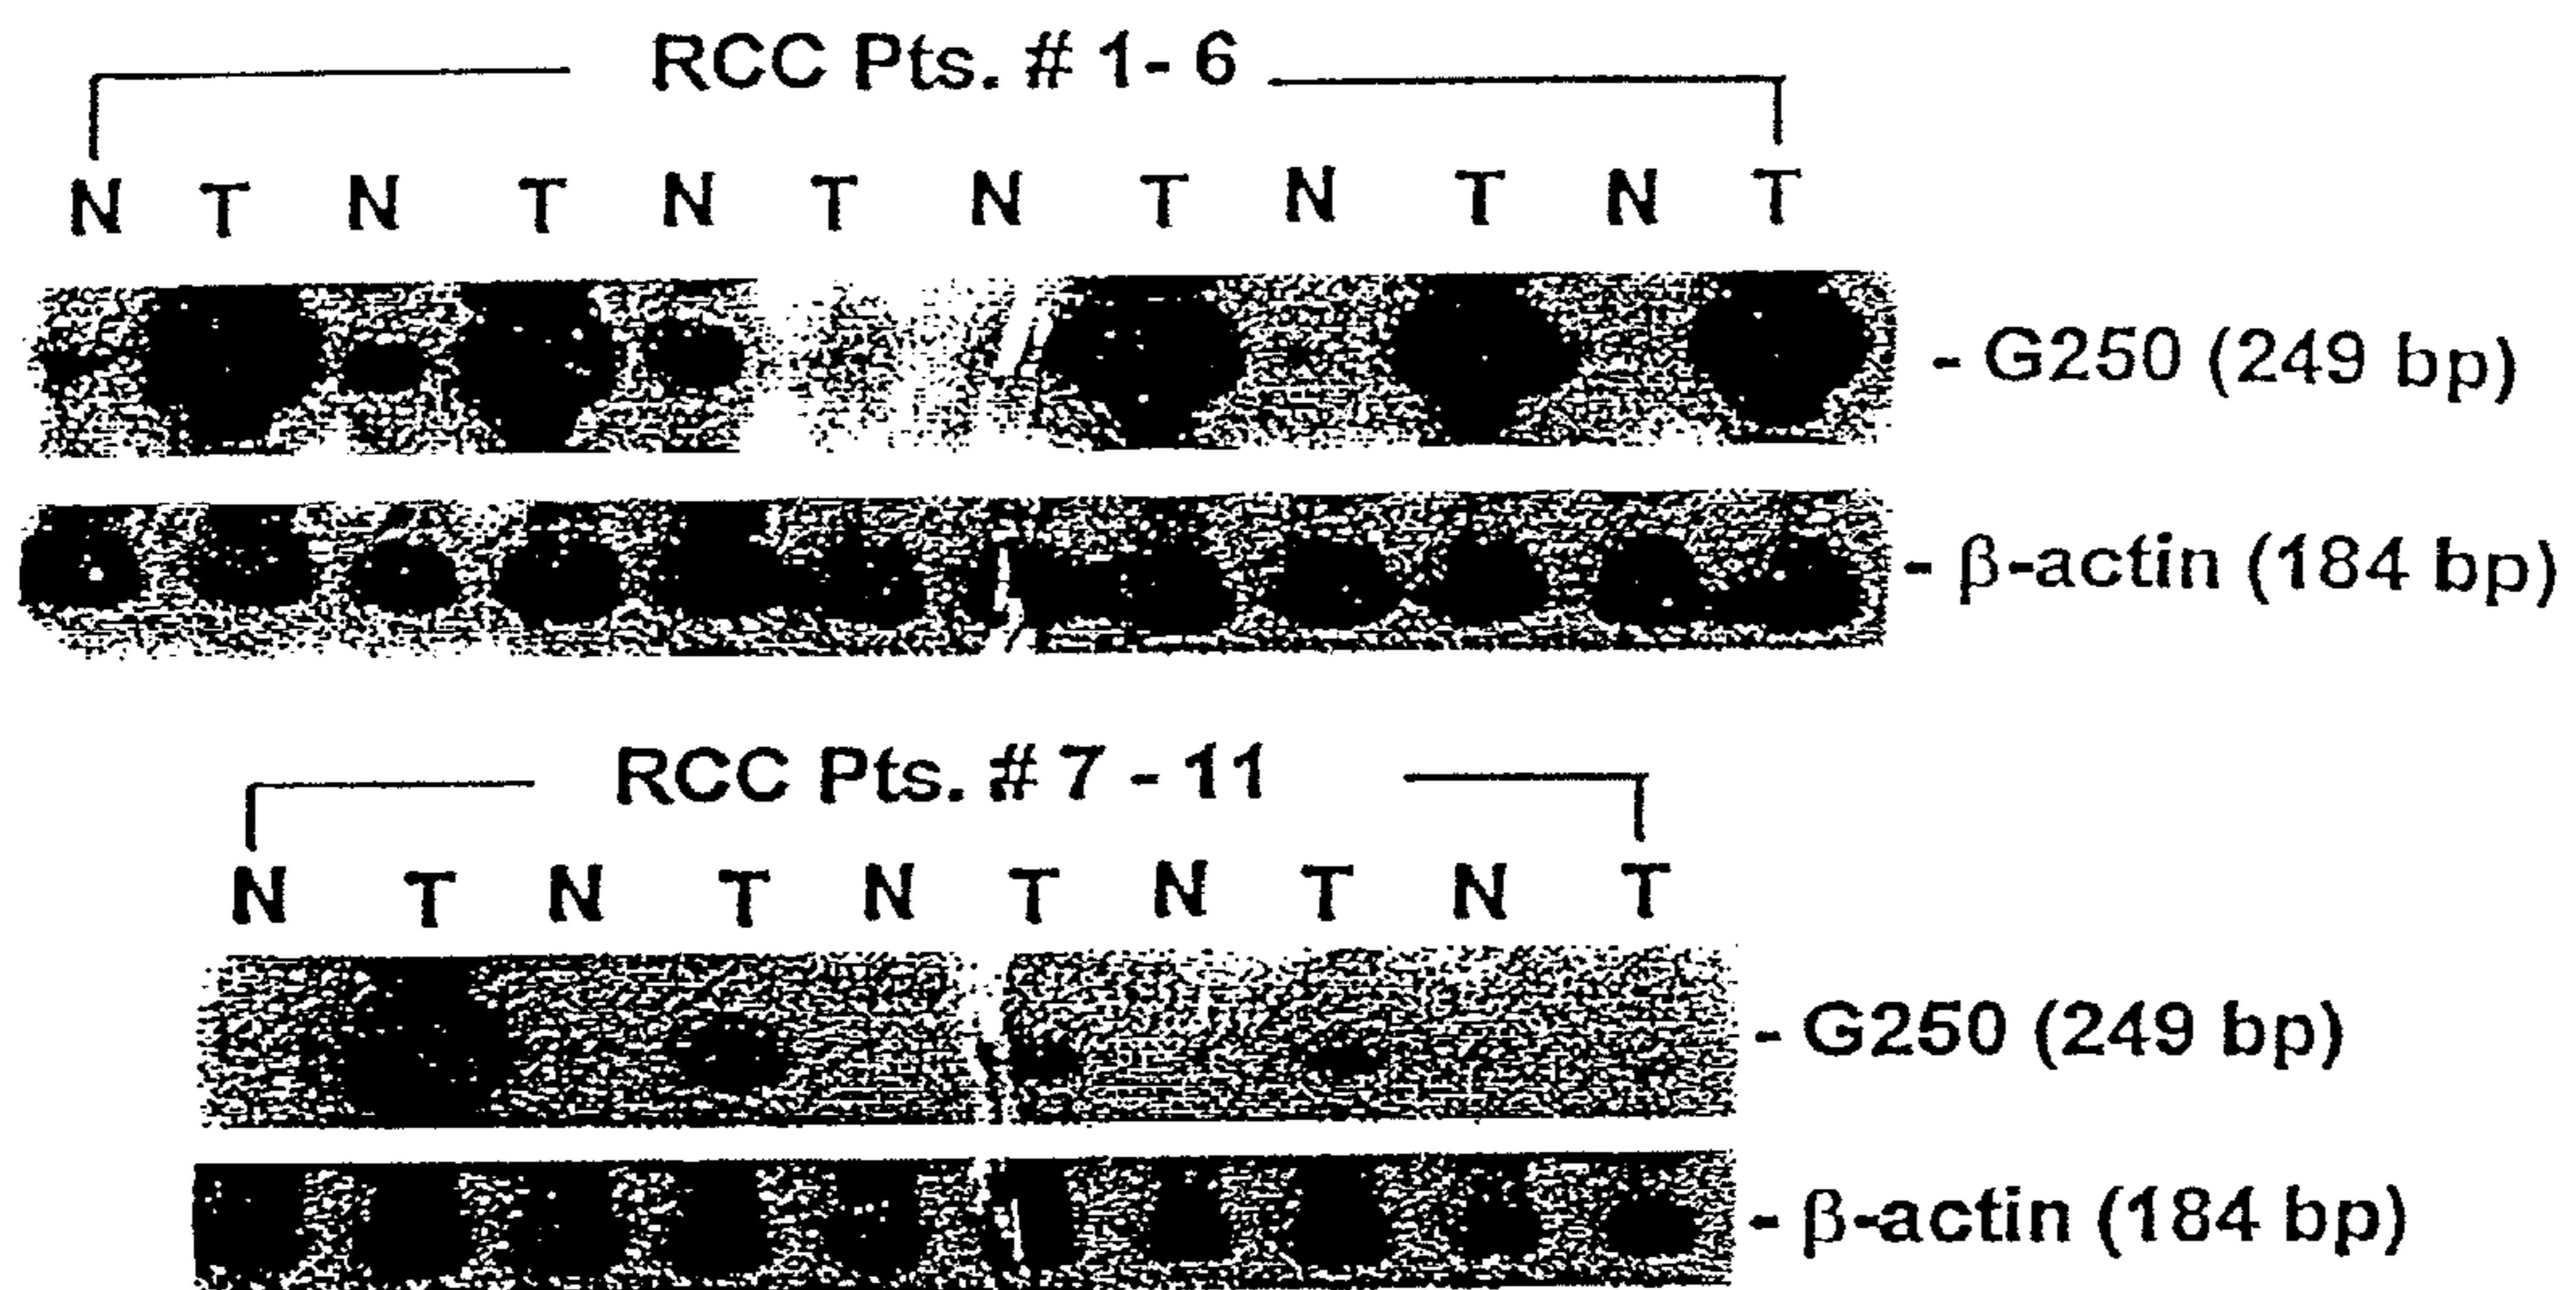 RCC Pts. # 1- 6
N T N T N T N T N T N T
- G250 (249 bp)
- β-actin (184 bp)
RCC Pts. # 7 - 11
N T N T N T N T N T
- G250 (249 bp)
- β-actin (184 bp)